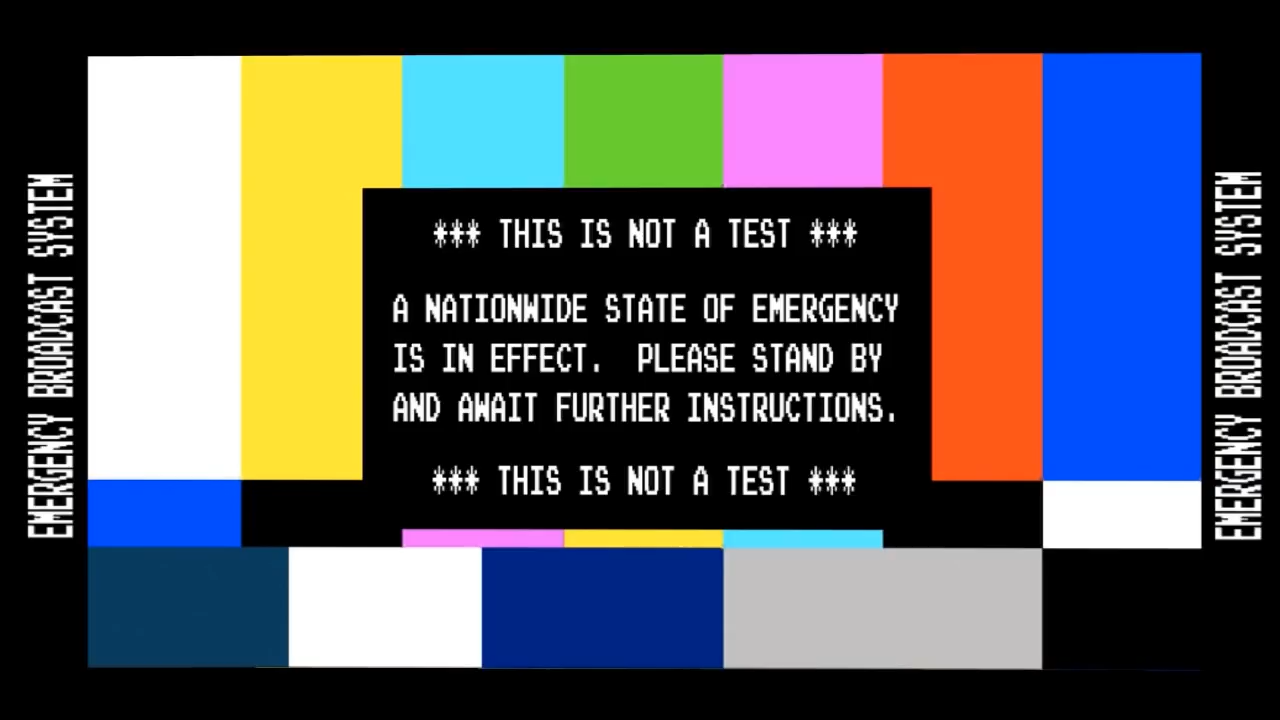 EMERGENCY BROADCAST SYSTEM
*** THIS IS NOT A TEST ***
A NATIONWIDE STATE OF EMERGENCY
IS IN EFFECT.  PLEASE STAND BY
AND AWAIT FURTHER INSTRUCTIONS.
*** THIS IS NOT A TEST ***
EMERGENCY BROADCAST SYSTEM